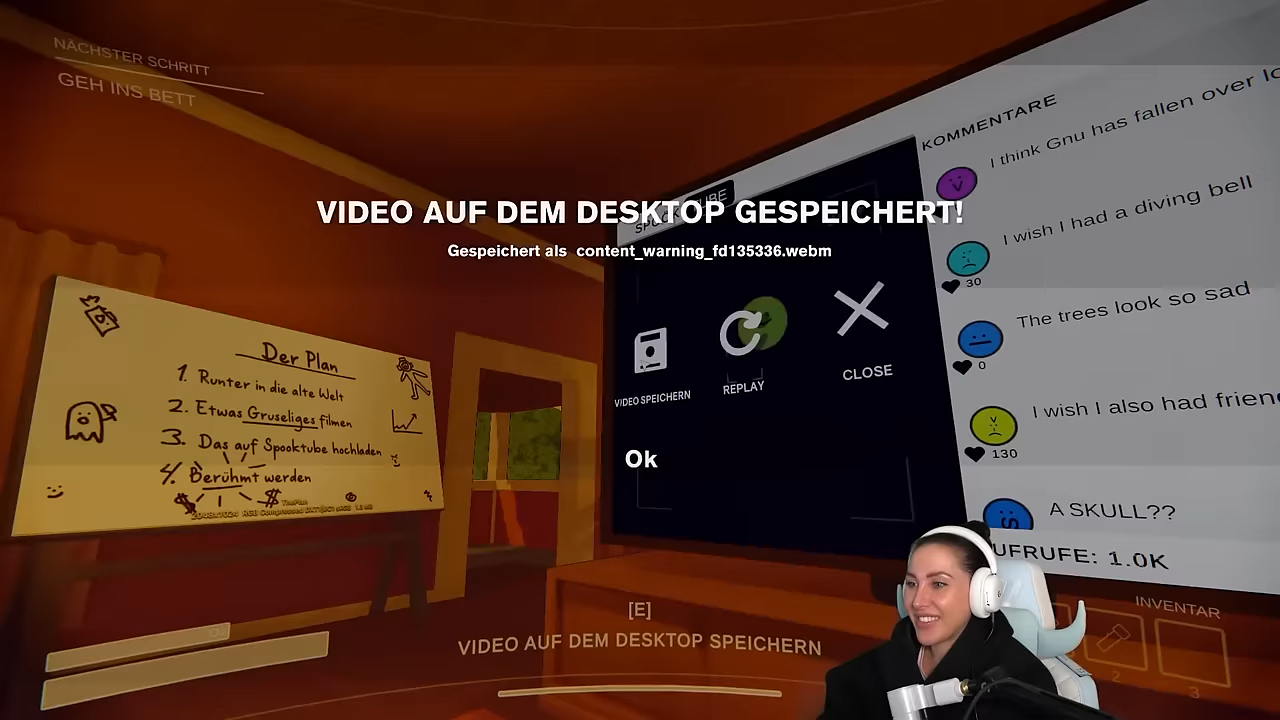 NÄCHSTER SCHRITT
GEH INS BETT
VIDEO AUF DEM DESKTOP GESPEICHERT!
Gespeichert als content_warning_fd135336.webm
Der Plan
1. Runter in die alte Welt
2. Etwas Gruseliges filmen
3. Das auf Spooktube hochladen
4. Berühmt werden
ThePlan
VIDEO SPEICHERN
REPLAY
CLOSE
Ok
KOMMENTARE
I think Gnu has fallen over
I wish I had a diving bell
30
The trees look so sad
0
I wish I also had
130
A SKULL??
UFRUFE: 1.0K
[E]
VIDEO AUF DEM DESKTOP SPEICHERN
INVENTAR
2
3